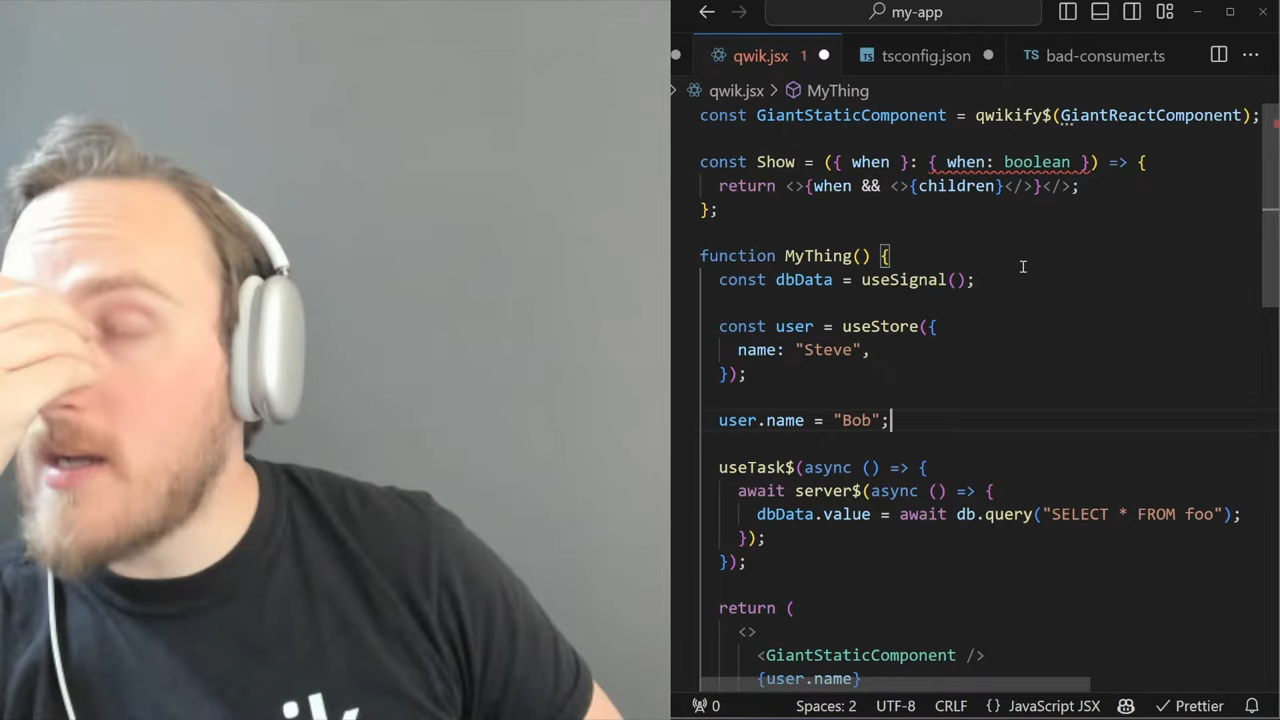 my-app
qwik.jsx 1
TS tsconfig.json
TS bad-consumer.ts
qwik.jsx > MyThing
const GiantStaticComponent = qwikify$(GiantReactComponent);
const Show = ({ when }: { when: boolean }) => {
return <>{when && <>{children}</>}</>;
};
function MyThing() {
const dbData = useSignal();
const user = useStore({
name: "Steve",
});
user.name = "Bob";
useTask$(async () => {
await server$(async () => {
dbData.value = await db.query("SELECT * FROM foo");
});
});
return (
<>
<GiantStaticComponent />
{user.name}
0
Spaces: 2
UTF-8
CRLF
{} JavaScript JSX
Prettier